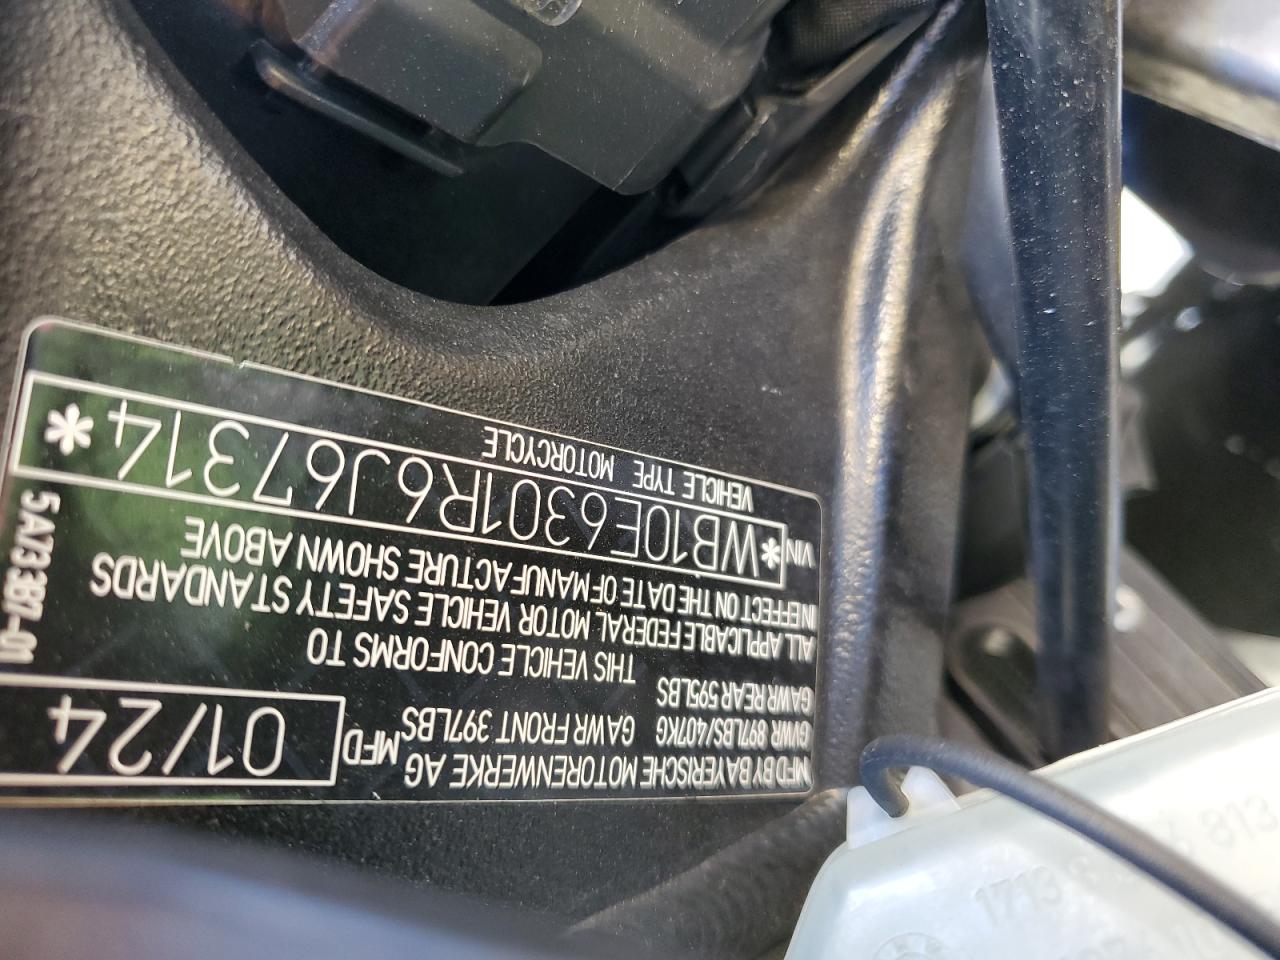 MFD BY BAYERISCHE MOTORENWERKE AG
MFD 01/24
GVWR 897LBS/407KG GAWR FRONT 397LBS
GAWR REAR 595LBS
THIS VEHICLE CONFORMS TO
ALL APPLICABLE FEDERAL MOTOR VEHICLE SAFETY STANDARDS
IN EFFECT ON THE DATE OF MANUFACTURE SHOWN ABOVE
VIN *WB10E6301R6J67314*
VEHICLE TYPE MOTORCYCLE
813